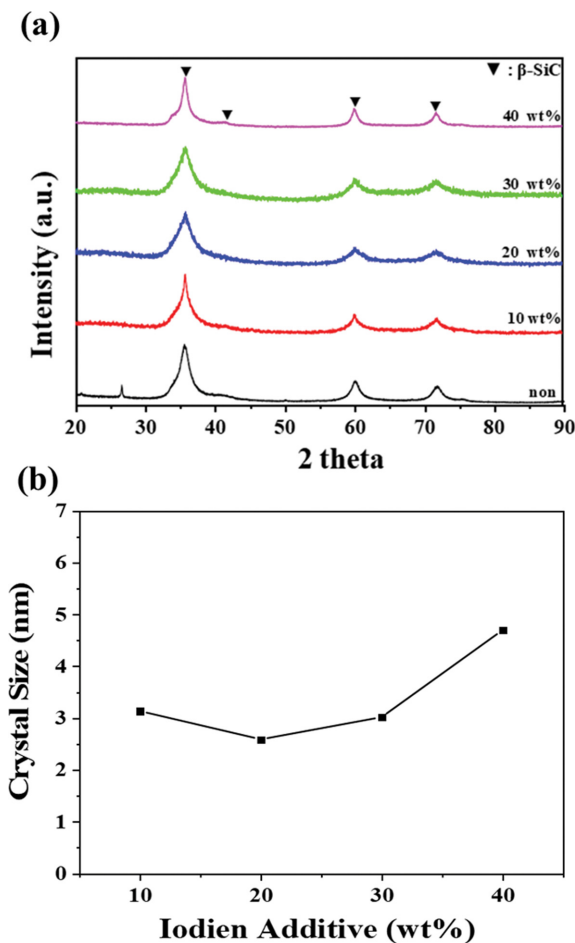 (a)
▼ : β-SiC
40 wt%
30 wt%
20 wt%
10 wt%
non
Intensity (a.u.)
20 30 40 50 60 70 80 90
2 theta
(b)
7
6
5
4
3
2
1
0
Crystal Size (nm)
10 20 30 40
Iodien Additive (wt%)